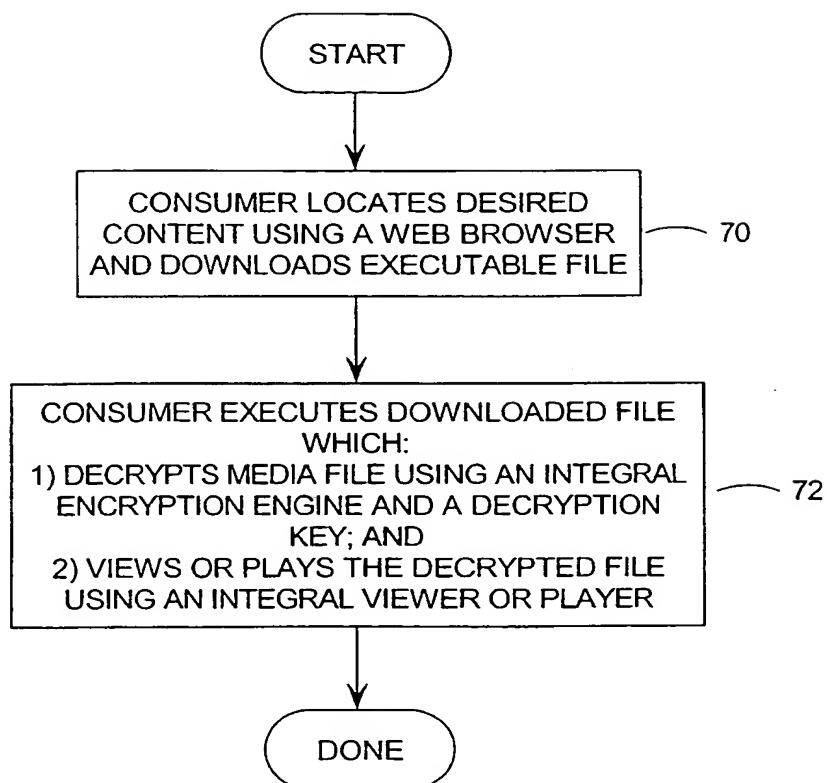 START
CONSUMER LOCATES DESIRED
CONTENT USING A WEB BROWSER
AND DOWNLOADS EXECUTABLE FILE
70
CONSUMER EXECUTES DOWNLOADED FILE
WHICH:
1) DECRYPTS MEDIA FILE USING AN INTEGRAL
ENCRYPTION ENGINE AND A DECRYPTION
KEY; AND
2) VIEWS OR PLAYS THE DECRYPTED FILE
USING AN INTEGRAL VIEWER OR PLAYER
72
DONE